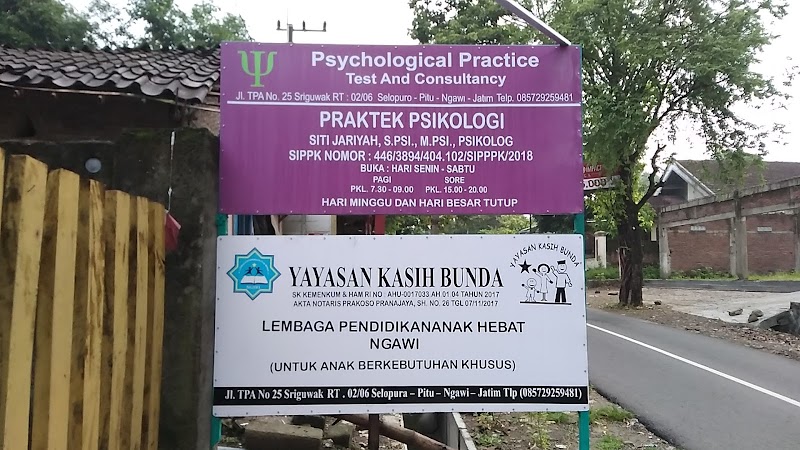 Psychological Practice
Test And Consultancy
Jl. TPA No. 25 Sriguwak RT : 02/06 Selopuro - Pitu - Ngawi - Jatim Telp. 085729259481
PRAKTEK PSIKOLOGI
SITI JARIYAH, S.PSI., M.PSI., PSIKOLOG
SIPPK NOMOR : 446/3894/404.102/SIPPPK/2018
BUKA : HARI SENIN - SABTU
PAGI SORE
PKL. 7.30 - 09.00 PKL. 15.00 - 20.00
HARI MINGGU DAN HARI BESAR TUTUP
YAYASAN KASIH BUNDA
YAYASAN KASIH BUNDA
SK KEMENKUM & HAM RI NO : AHU-0017033.AH.01.04 TAHUN 2017
AKTA NOTARIS PRAKOSO PRANAJAYA, SH. NO. 26 TGL 07/11/2017
LEMBAGA PENDIDIKANANAK HEBAT
NGAWI
(UNTUK ANAK BERKEBUTUHAN KHUSUS)
Jl. TPA No 25 Sriguwak RT . 02/06 Selopura – Pitu – Ngawi – Jatim Tlp (085729259481)